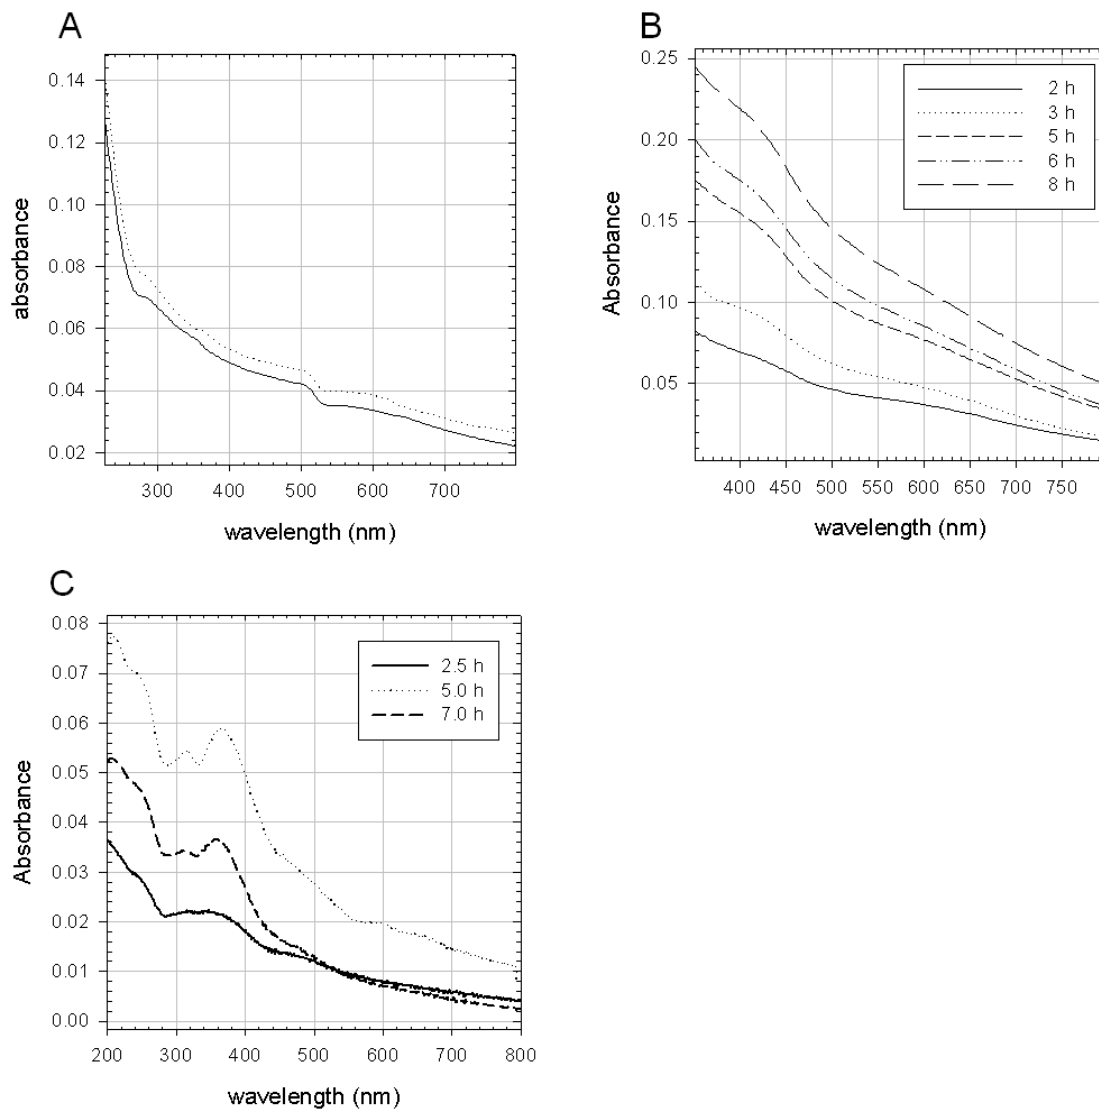 A
absorbance
0.14
0.12
0.10
0.08
0.06
0.04
0.02
300 400 500 600 700
wavelength (nm)
B
Absorbance
0.25
0.20
0.15
0.10
0.05
2 h
3 h
5 h
6 h
8 h
400 450 500 550 600 650 700 750
wavelength (nm)
C
Absorbance
0.08
0.07
0.06
0.05
0.04
0.03
0.02
0.01
0.00
2.5 h
5.0 h
7.0 h
200 300 400 500 600 700 800
wavelength (nm)